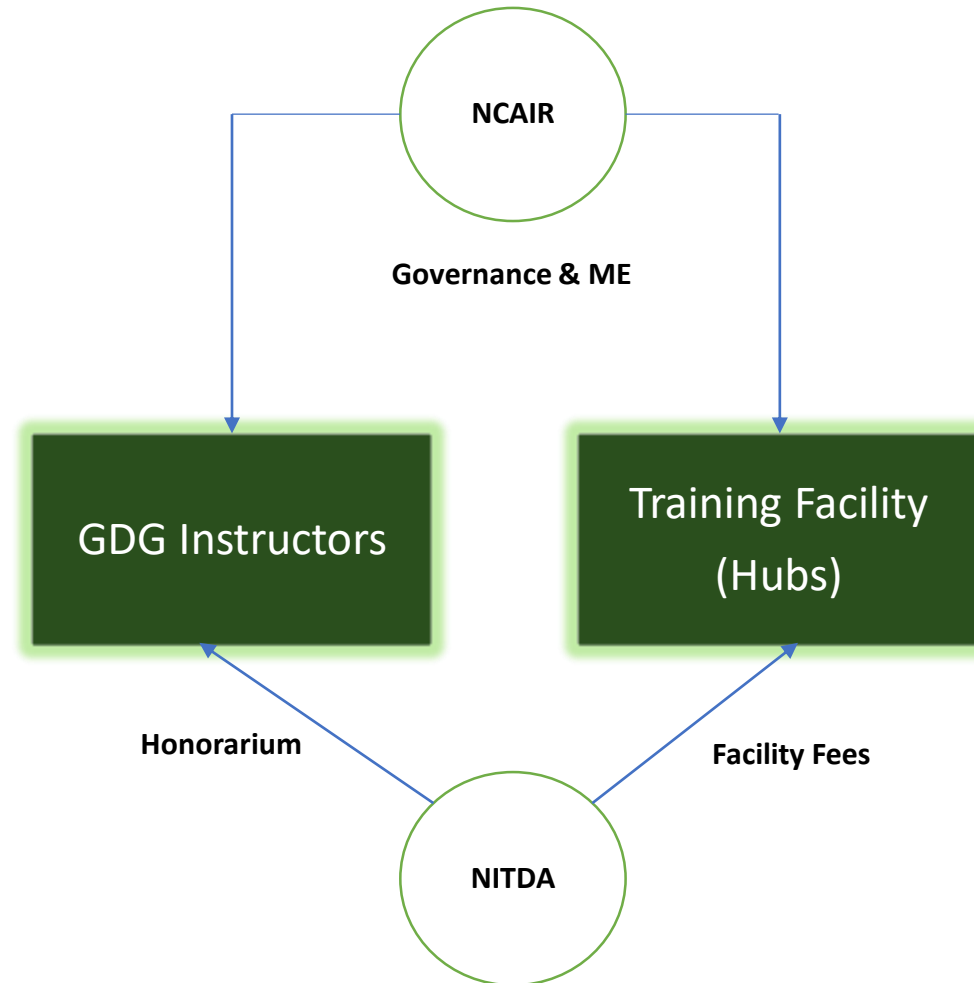 NCAIR
Governance & ME
GDG Instructors
Training Facility
(Hubs)
Honorarium
Facility Fees
NITDA